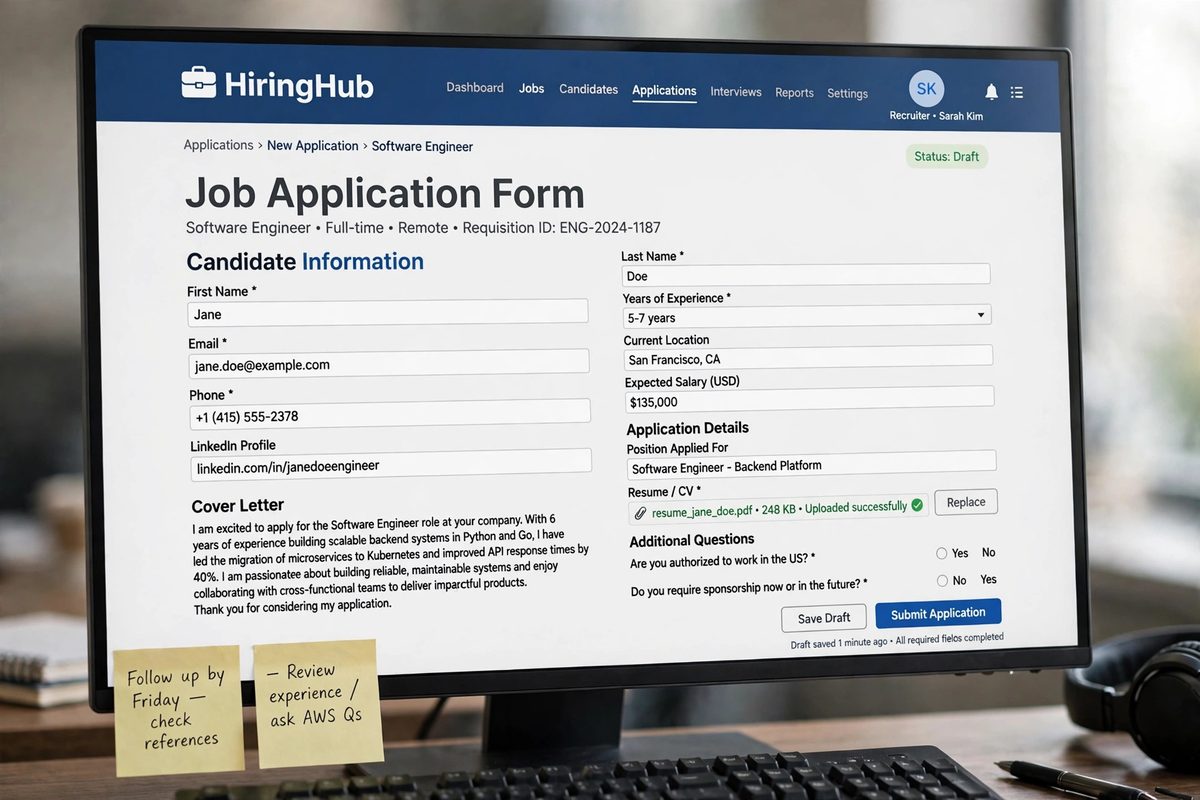 HiringHub
Dashboard Jobs Candidates Applications Interviews Reports Settings
SK
Recruiter • Sarah Kim
Applications › New Application › Software Engineer
Status: Draft
Job Application Form
Software Engineer • Full-time • Remote • Requisition ID: ENG-2024-1187
Candidate Information
First Name *
Jane
Email *
jane.doe@example.com
Phone *
+1 (415) 555-2378
LinkedIn Profile
linkedin.com/in/janedoeengineer
Cover Letter
I am excited to apply for the Software Engineer role at your company. With 6
years of experience building scalable backend systems in Python and Go, I have
led the migration of microservices to Kubernetes and improved API response times by
40%. I am passionatee about building reliable, maintainable systems and enjoy
collaborating with cross-functional teams to deliver imparctful products.
Thank you for considering my application.
Last Name *
Doe
Years of Experience *
5-7 years
Current Location
San Francisco, CA
Expected Salary (USD)
$135,000
Application Details
Position Applied For
Software Engineer - Backend Platform
Resume / CV *
resume_jane_doe.pdf • 248 KB • Uploaded successfully
Replace
Additional Questions
Are you authorized to work in the US? * Yes No
Do you require sponsorship now or in the future? * No Yes
Save Draft
Submit Application
Draft saved 1 minute ago • All required fielos completed
Follow up by
Friday —
check
references
— Review
experience /
ask AWS Qs